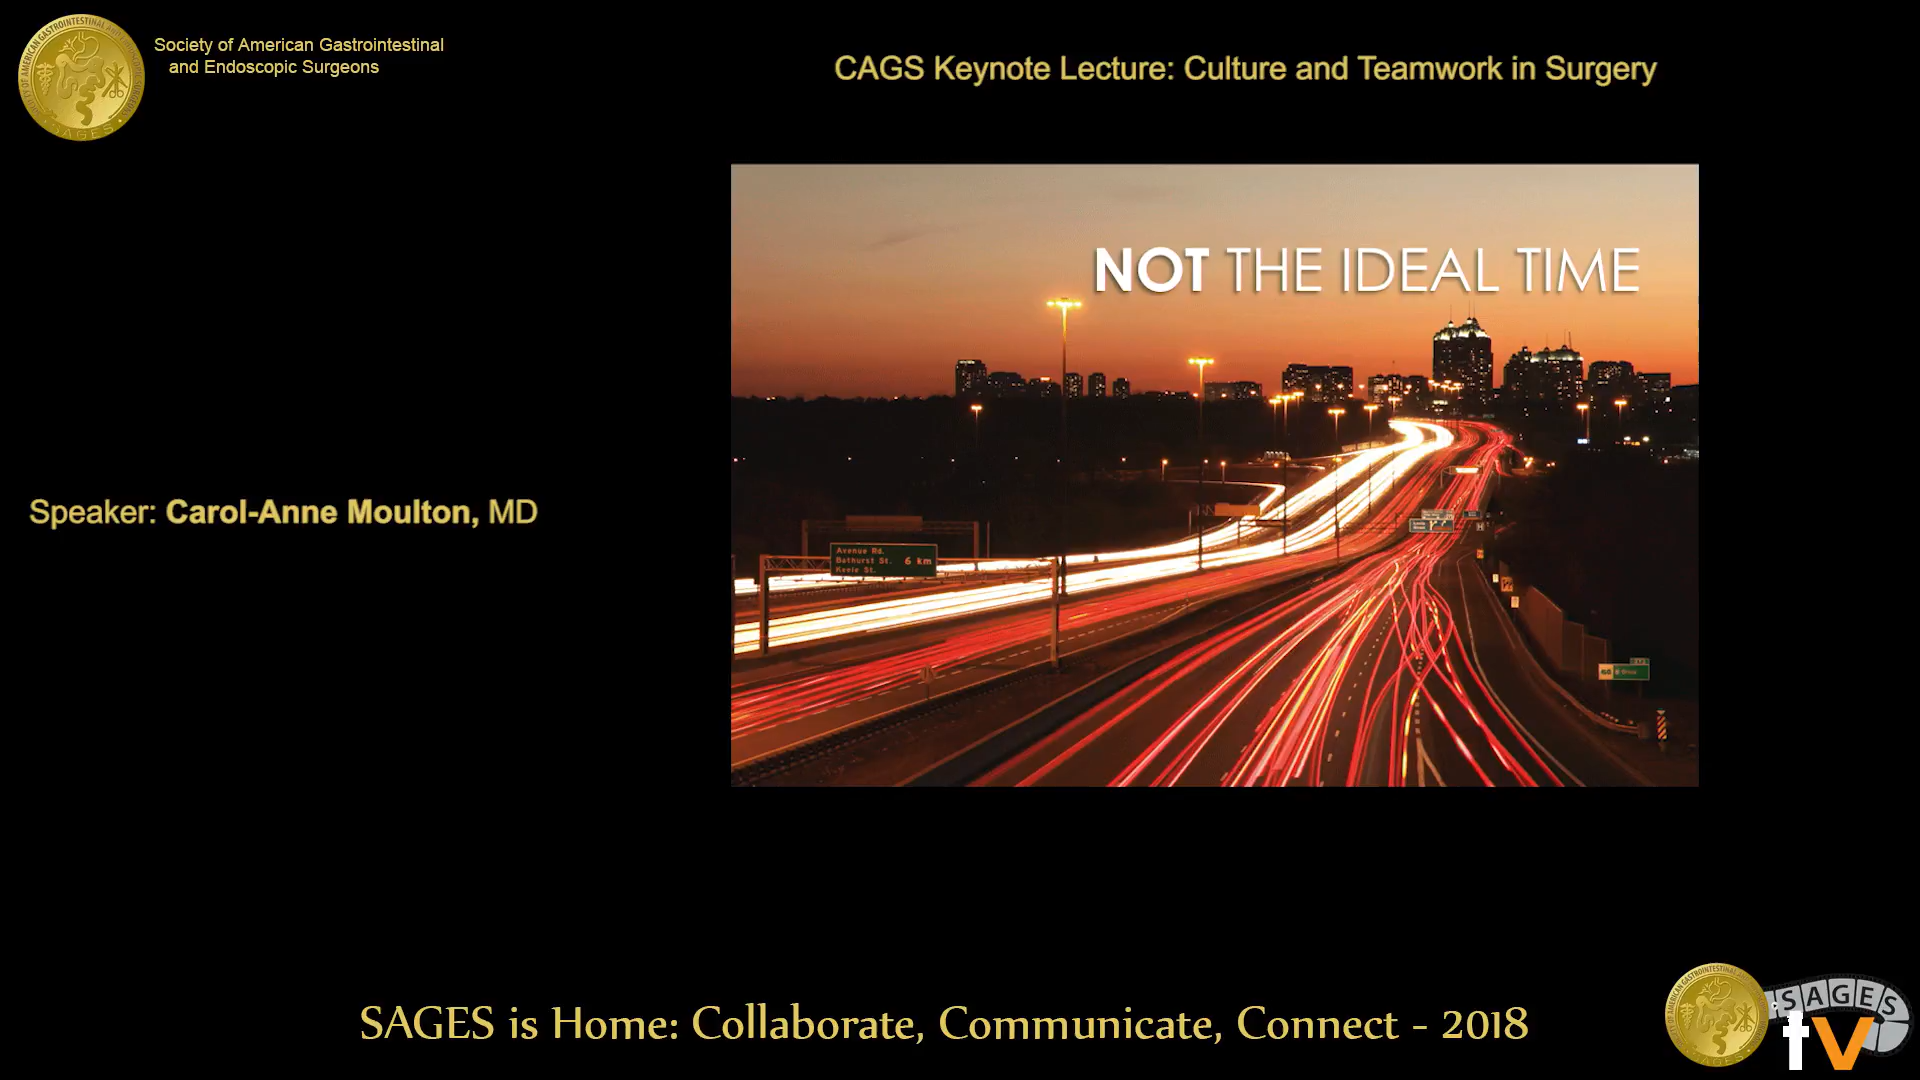 Society of American Gastrointestinal
and Endoscopic Surgeons
CAGS Keynote Lecture: Culture and Teamwork in Surgery
NOT THE IDEAL TIME
Speaker: Carol-Anne Moulton, MD
Avenue Rd.
Bathurst St. 6 km
Keele St.
SAGES is Home: Collaborate, Communicate, Connect - 2018
SAGES
tv